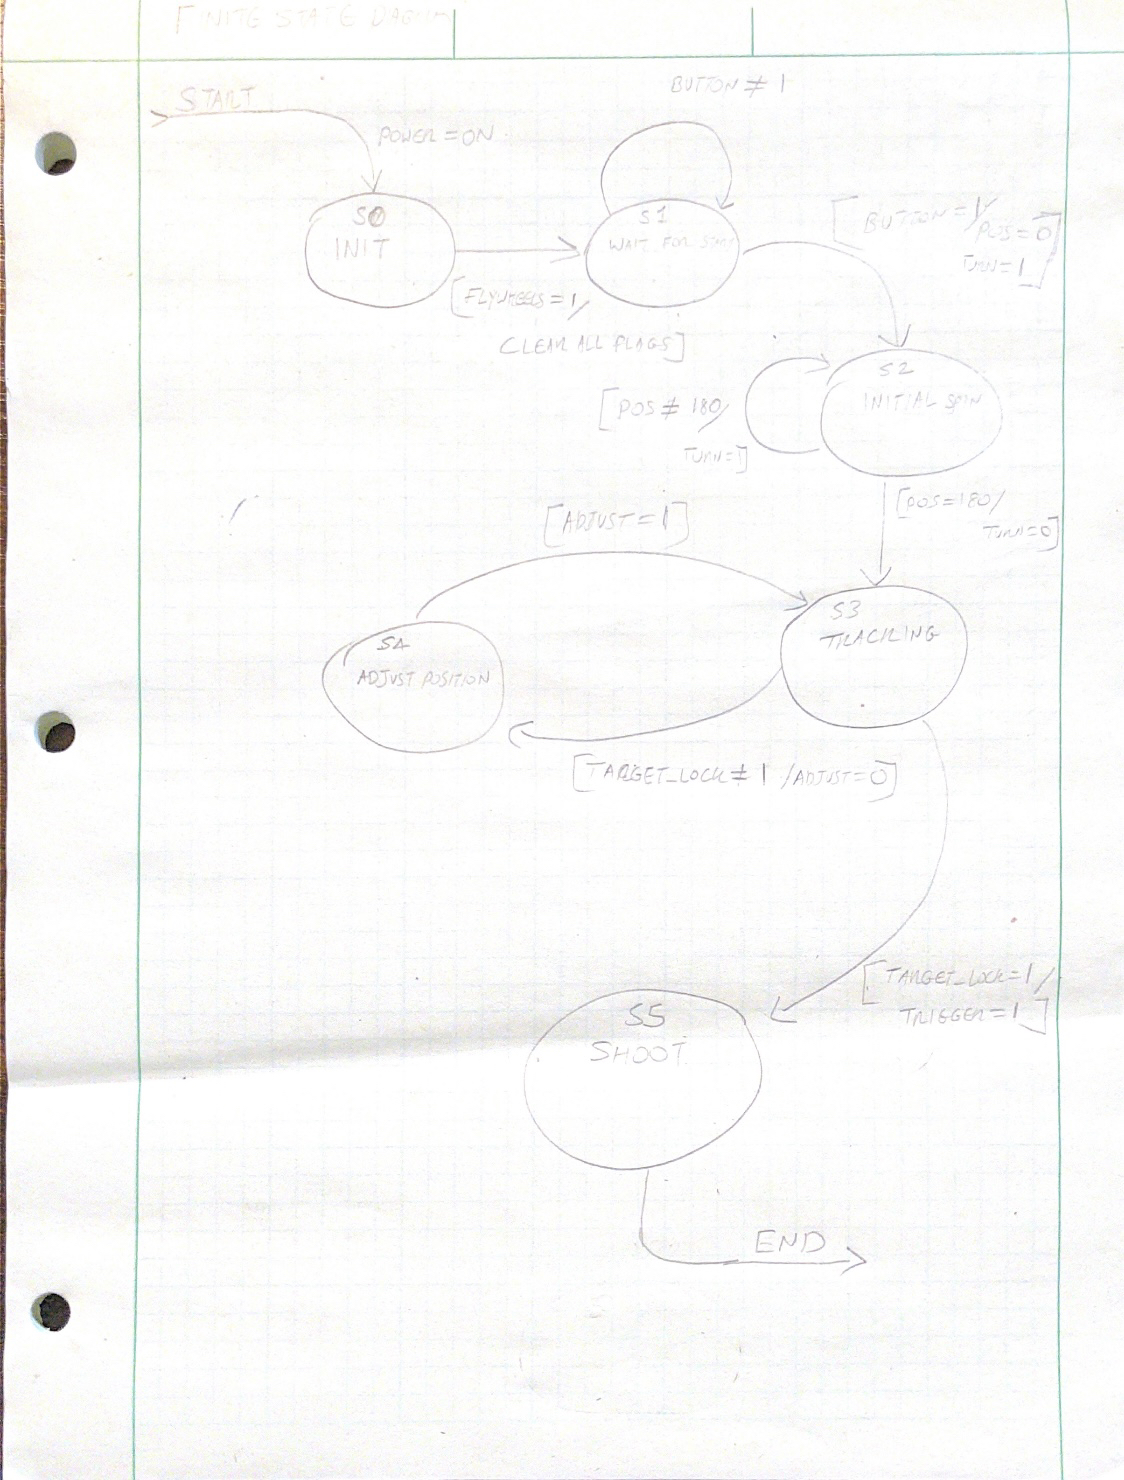 FINITE STATE DIAGRAM
START
POWER = ON
BUTTON ≠ 1
S0
INIT
S1
WAIT FOR START
[BUTTON = 1/
POS = 0
TURN = 1]
[FLYWHEELS = 1/
CLEAR ALL FLAGS]
S2
INITIAL SPIN
[POS ≠ 180/
TURN=1]
[POS=180/
TURN=0]
[ADJUST = 1]
S3
TRACKING
S4
ADJUST POSITION
[TARGET_LOCK ≠ 1 /ADJUST=0]
[TARGET_LOCK=1/
TRIGGER=1]
S5
SHOOT
END